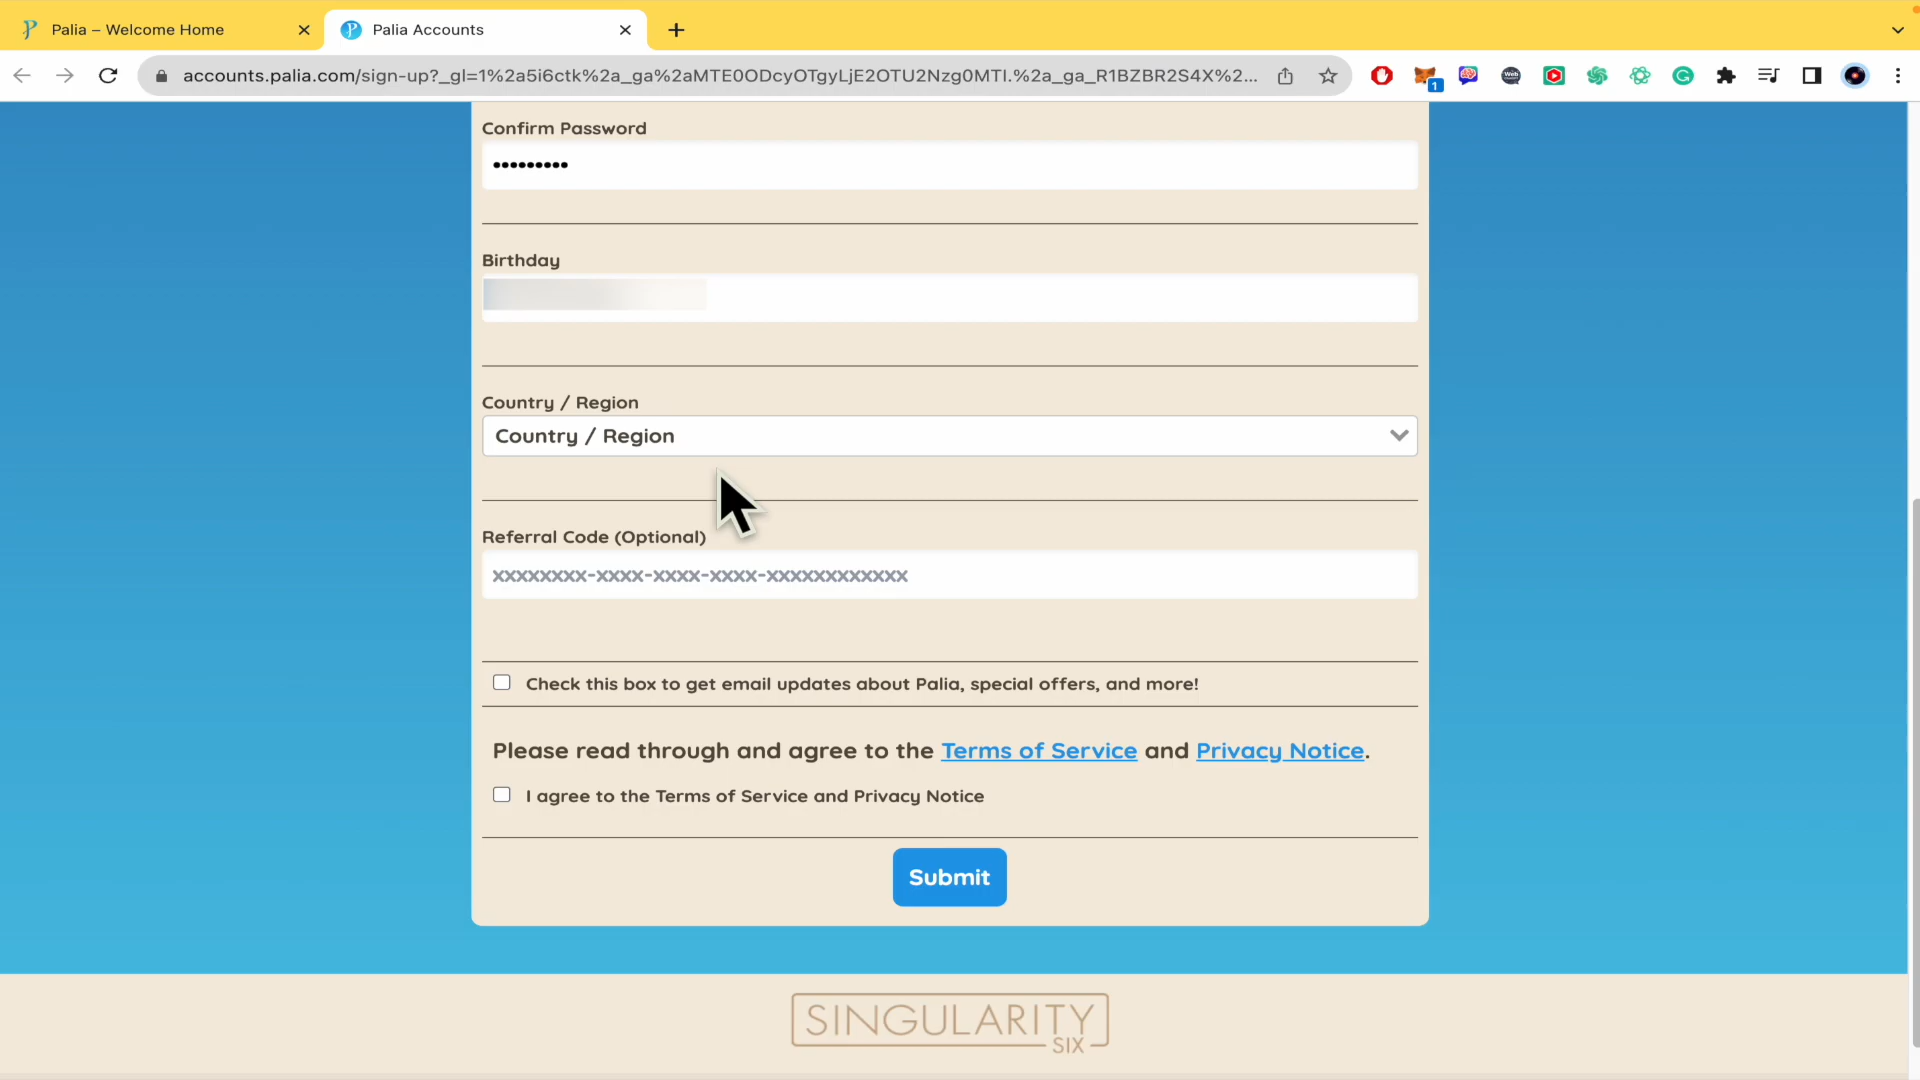 Palia – Welcome Home
Palia Accounts
accounts.palia.com/sign-up?_gl=1%2a5i6ctk%2a_ga%2aMTE0ODcyOTgyLjE2OTU2Nzg0MTI.%2a_ga_R1BZBR2S4X%2...
1
Confirm Password
•••••••••
Birthday
Country / Region
Country / Region
Referral Code (Optional)
xxxxxxxx-xxxx-xxxx-xxxx-xxxxxxxxxxxx
Check this box to get email updates about Palia, special offers, and more!
Please read through and agree to the Terms of Service and Privacy Notice.
I agree to the Terms of Service and Privacy Notice
Submit
SINGULARITY
SIX